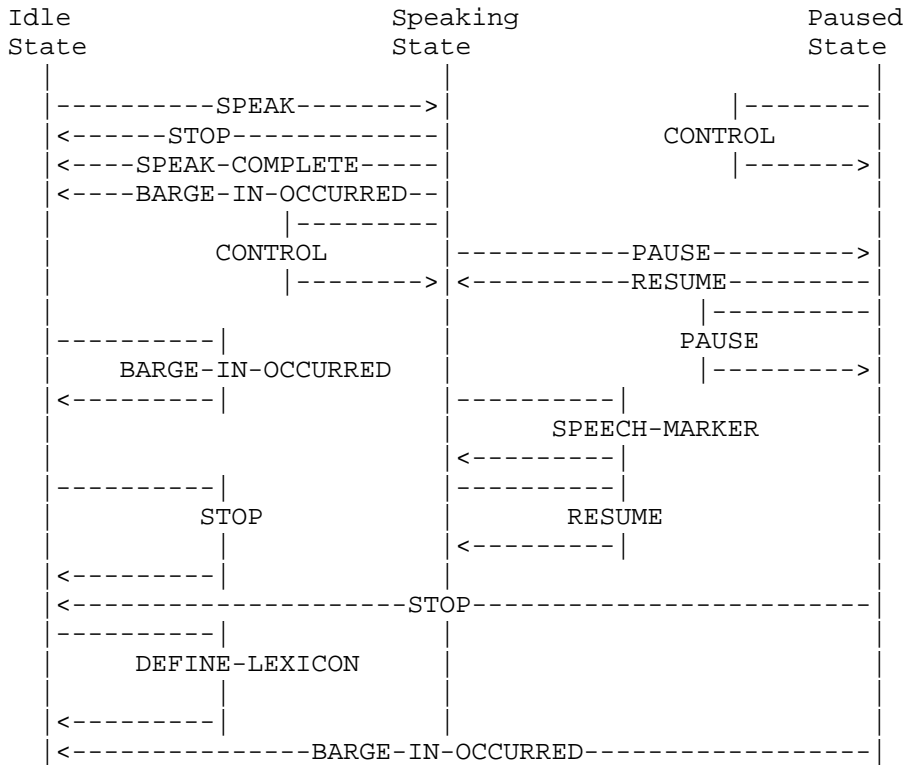 Idle                   Speaking                  Paused
State                  State                     State
  |                       |                          |
  |----------SPEAK------->|                 |--------|
  |<------STOP------------|             CONTROL      |
  |<----SPEAK-COMPLETE----|                 |------->|
  |<----BARGE-IN-OCCURRED-|                          |
  |              |--------|                          |
  |          CONTROL      |-----------PAUSE--------->|
  |              |------->|<----------RESUME---------|
  |                       |               |----------|
  |----------|            |              PAUSE       |
  |    BARGE-IN-OCCURRED  |               |--------->|
  |<---------|            |----------|               |
  |                       |      SPEECH-MARKER       |
  |                       |<---------|               |
  |----------|            |----------|               |
  |         STOP          |       RESUME             |
  |          |            |<---------|               |
  |<---------|            |                          |
  |<---------------------STOP------------------------|
  |----------|            |                          |
  |     DEFINE-LEXICON    |                          |
  |          |            |                          |
  |<---------|            |                          |
  |<---------------BARGE-IN-OCCURRED-----------------|